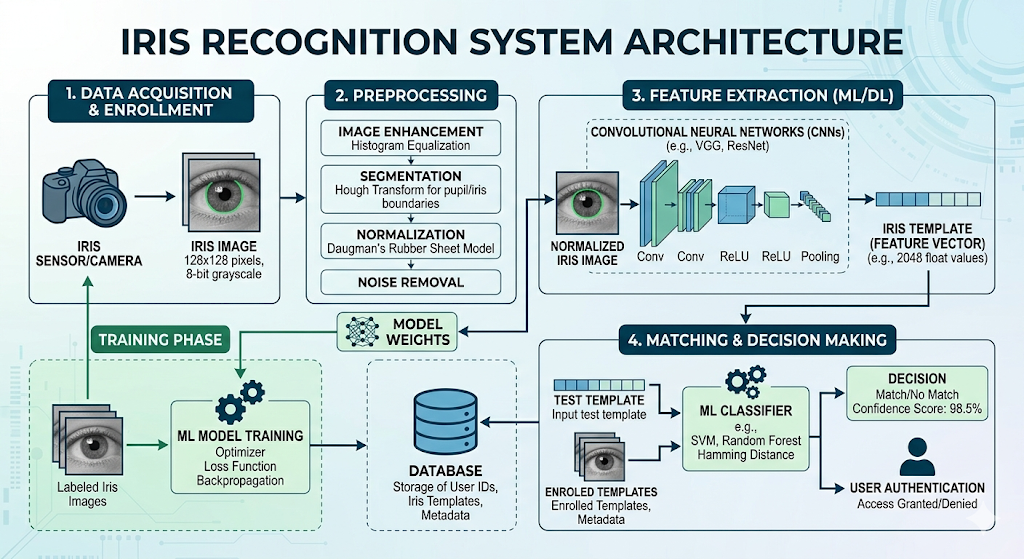 IRIS RECOGNITION SYSTEM ARCHITECTURE
1. DATA ACQUISITION
& ENROLLMENT
IRIS
SENSOR/CAMERA
IRIS IMAGE
128x128 pixels,
8-bit grayscale
2. PREPROCESSING
IMAGE ENHANCEMENT
Histogram Equalization
SEGMENTATION
Hough Transform for pupil/iris
boundaries
NORMALIZATION
Daugman's Rubber Sheet Model
NOISE REMOVAL
3. FEATURE EXTRACTION (ML/DL)
CONVOLUTIONAL NEURAL NETWORKS (CNNs)
(e.g., VGG, ResNet)
NORMALIZED
IRIS IMAGE
Conv
Conv
ReLU
ReLU
Pooling
IRIS TEMPLATE
(FEATURE VECTOR)
(e.g., 2048 float values)
TRAINING PHASE
MODEL
WEIGHTS
Labeled Iris
Images
ML MODEL TRAINING
Optimizer
Loss Function
Backpropagation
DATABASE
Storage of User IDs,
Iris Templates,
Metadata
4. MATCHING & DECISION MAKING
TEST TEMPLATE
Input test template
ENROLED TEMPLATES
Enrolled Templates,
Metadata
ML CLASSIFIER
e.g.,
SVM, Random Forest
Hamming Distance
DECISION
Match/No Match
Confidence Score: 98.5%
USER AUTHENTICATION
Access Granted/Denied